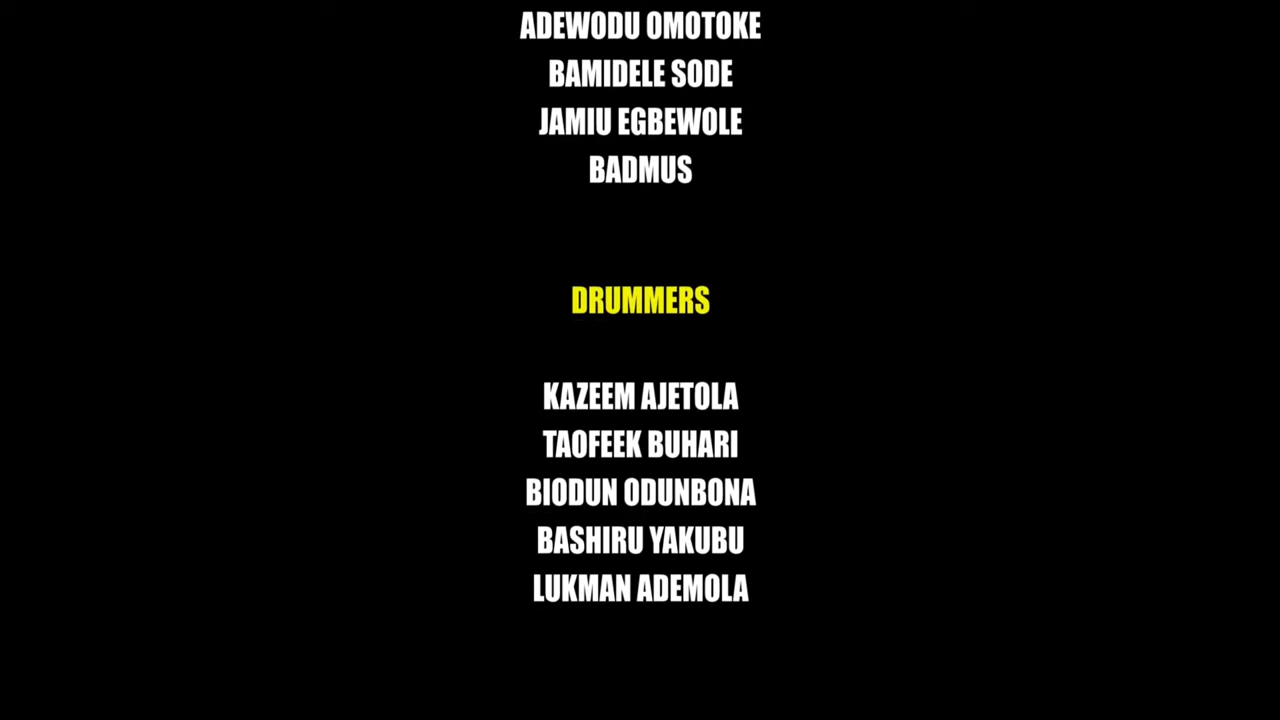 ADEWODU OMOTOKE
BAMIDELE SODE
JAMIU EGBEWOLE
BADMUS
DRUMMERS
KAZEEM AJETOLA
TAOFEEK BUHARI
BIODUN ODUNBONA
BASHIRU YAKUBU
LUKMAN ADEMOLA